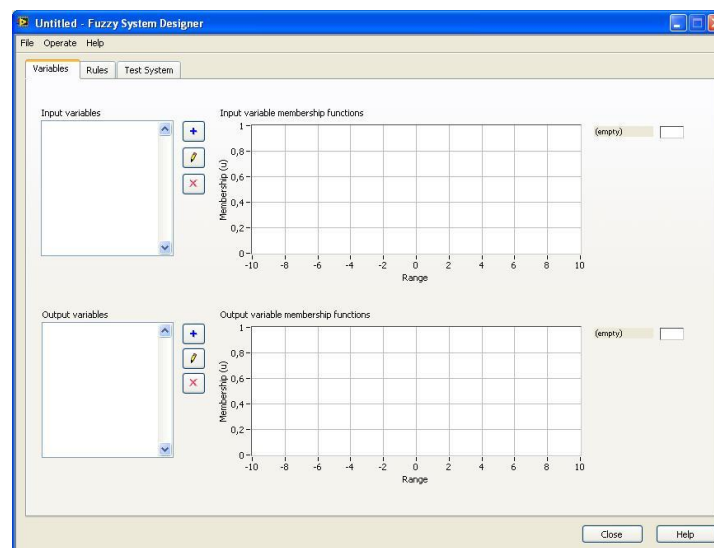 Untitled - Fuzzy System Designer
File Operate Help
Variables Rules Test System
Input variables
Input variable membership functions
(empty)
Membership (u)
1
0,8
0,6
0,4
0,2
0
-10 -8 -6 -4 -2 0 2 4 6 8 10
Range
Output variables
Output variable membership functions
(empty)
Membership (u)
1
0,8
0,6
0,4
0,2
0
-10 -8 -6 -4 -2 0 2 4 6 8 10
Range
Close Help